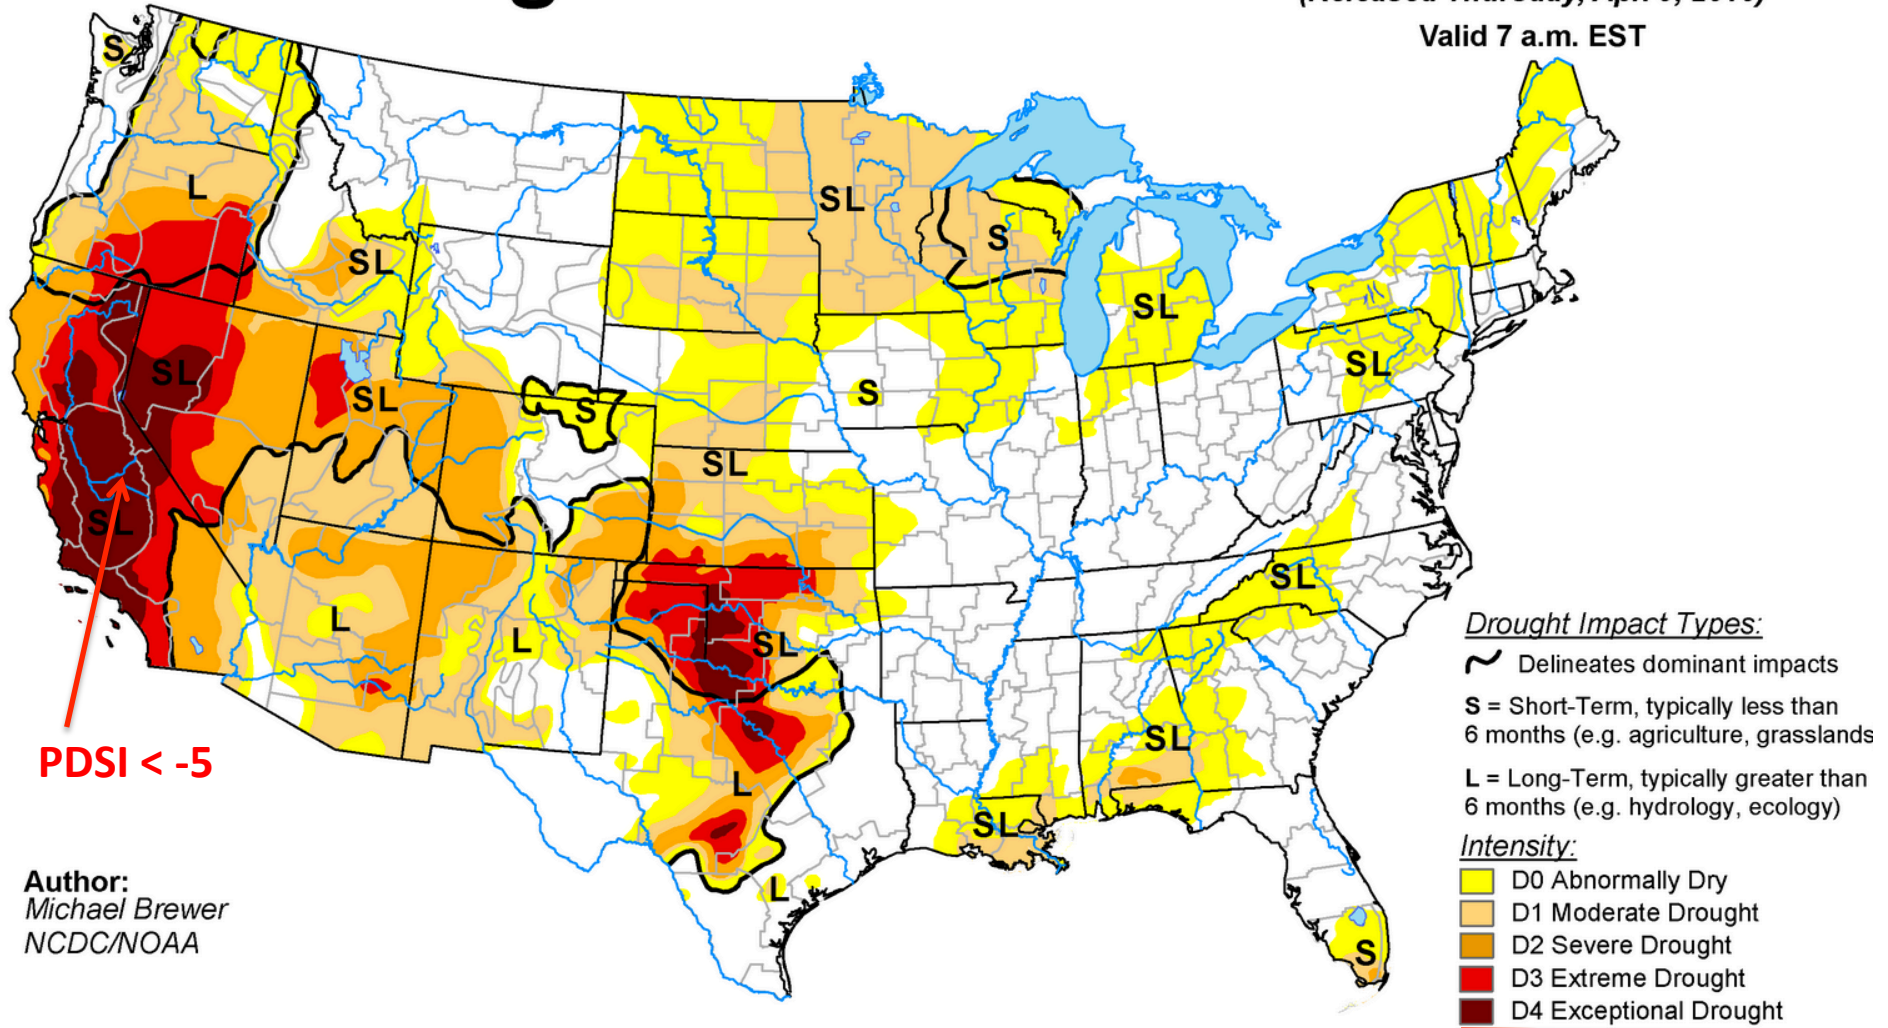 Valid 7 a.m. EST
S
L
SL
SL
S
SL
SL
SL
S
S
SL
SL
SL
SL
L
L
SL
SL
SL
L
SL
L
S
PDSI < -5
Author:
Michael Brewer
NCDC/NOAA
Drought Impact Types:
Delineates dominant impacts
S = Short-Term, typically less than
6 months (e.g. agriculture, grasslands
L = Long-Term, typically greater than
6 months (e.g. hydrology, ecology)
Intensity:
D0 Abnormally Dry
D1 Moderate Drought
D2 Severe Drought
D3 Extreme Drought
D4 Exceptional Drought